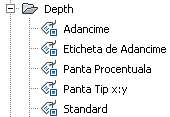 Depth
Adancime
Eticheta de Adancime
Panta Procentuala
Panta Tip x:y
Standard